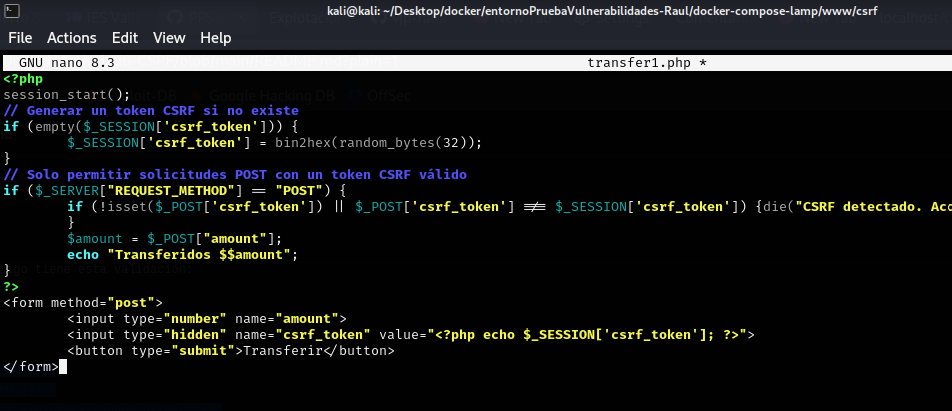 kali@kali: ~/Desktop/docker/entornoPruebaVulnerabilidades-Raul/docker-compose-lamp/www/csrf
File Actions Edit View Help
GNU nano 8.3 transfer1.php *
<?php
session_start();
// Generar un token CSRF si no existe
if (empty($_SESSION['csrf_token'])) {
$_SESSION['csrf_token'] = bin2hex(random_bytes(32));
}
// Solo permitir solicitudes POST con un token CSRF válido
if ($_SERVER["REQUEST_METHOD"] == "POST") {
if (!isset($_POST['csrf_token']) || $_POST['csrf_token'] !== $_SESSION['csrf_token']) {die("CSRF detectado. Acc
}
$amount = $_POST["amount"];
echo "Transferidos $$amount";
}
?>
<form method="post">
<input type="number" name="amount">
<input type="hidden" name="csrf_token" value="<?php echo $_SESSION['csrf_token']; ?>">
<button type="submit">Transferir</button>
</form>